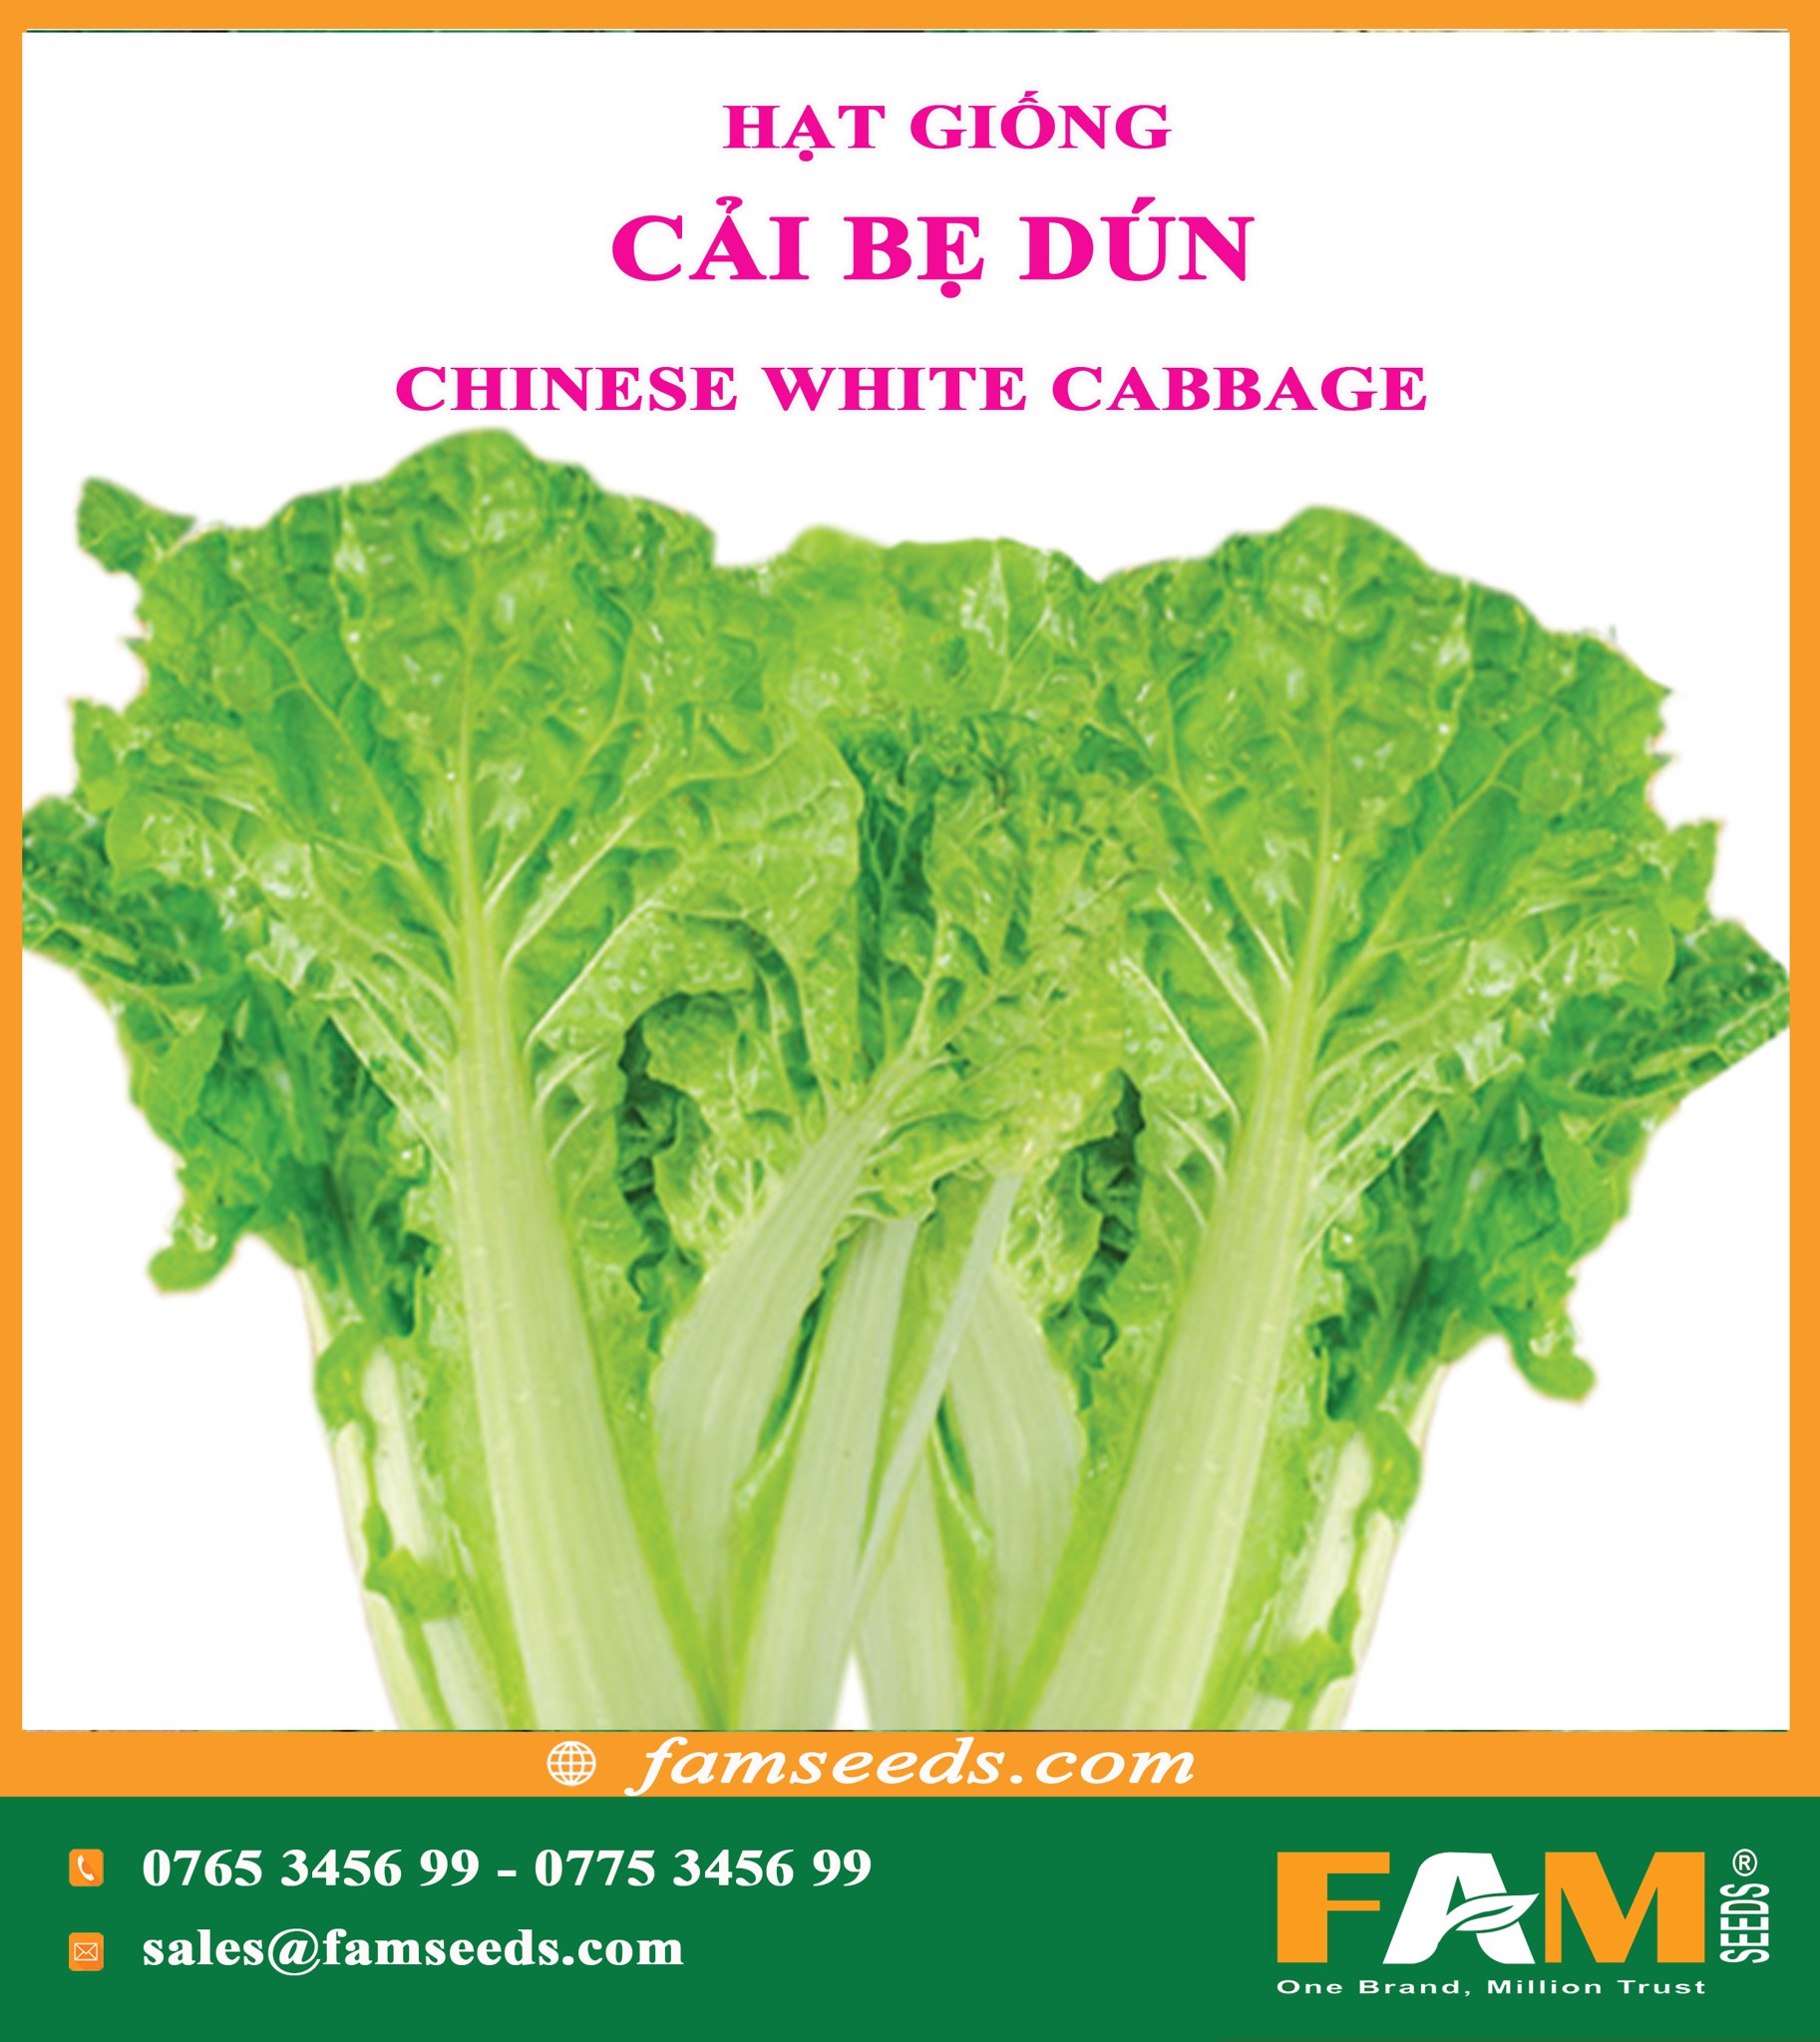 HẠT GIỐNG
CẢI BẸ DÚN
CHINESE WHITE CABBAGE
famseeds.com
0765 3456 99 - 0775 3456 99
sales@famseeds.com
FAM SEEDS®
One Brand, Million Trust